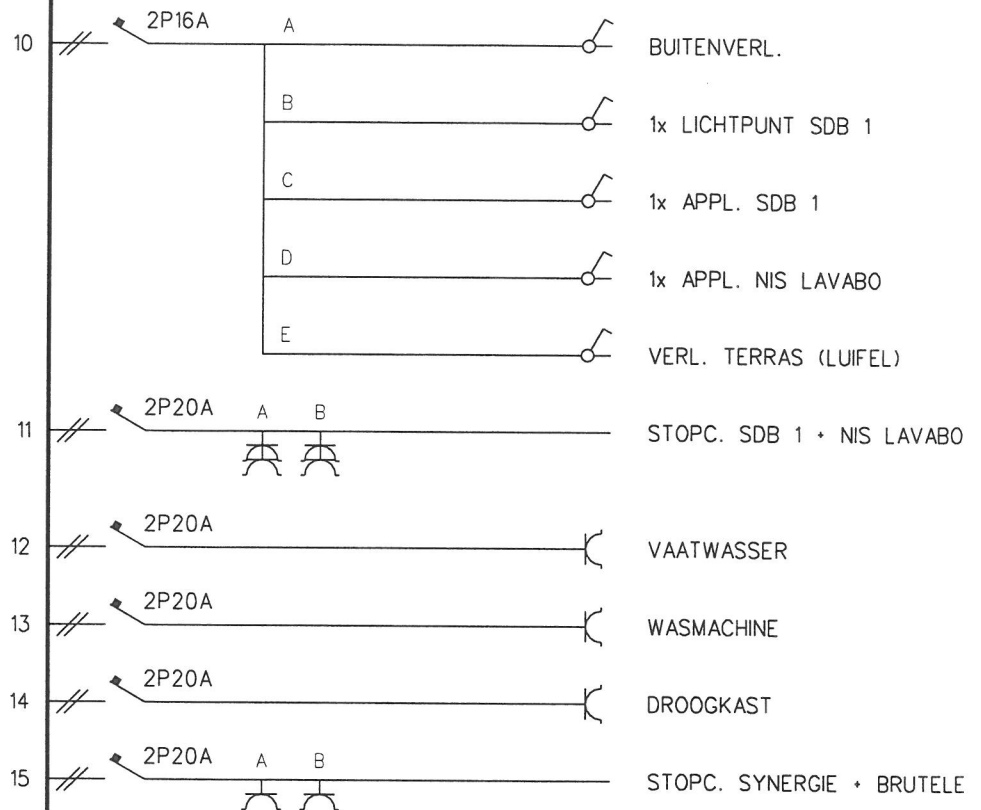 2P16A A
10 BUITENVERL.
B
1x LICHTPUNT SDB 1
C
1x APPL. SDB 1
D
1x APPL. NIS LAVABO
E
VERL. TERRAS (LUIFEL)
2P20A A B
11 STOPC. SDB 1 + NIS LAVABO
2P20A
12 VAATWASSER
2P20A
13 WASMACHINE
2P20A
14 DROOGKAST
2P20A A B
15 STOPC. SYNERGIE + BRUTELE